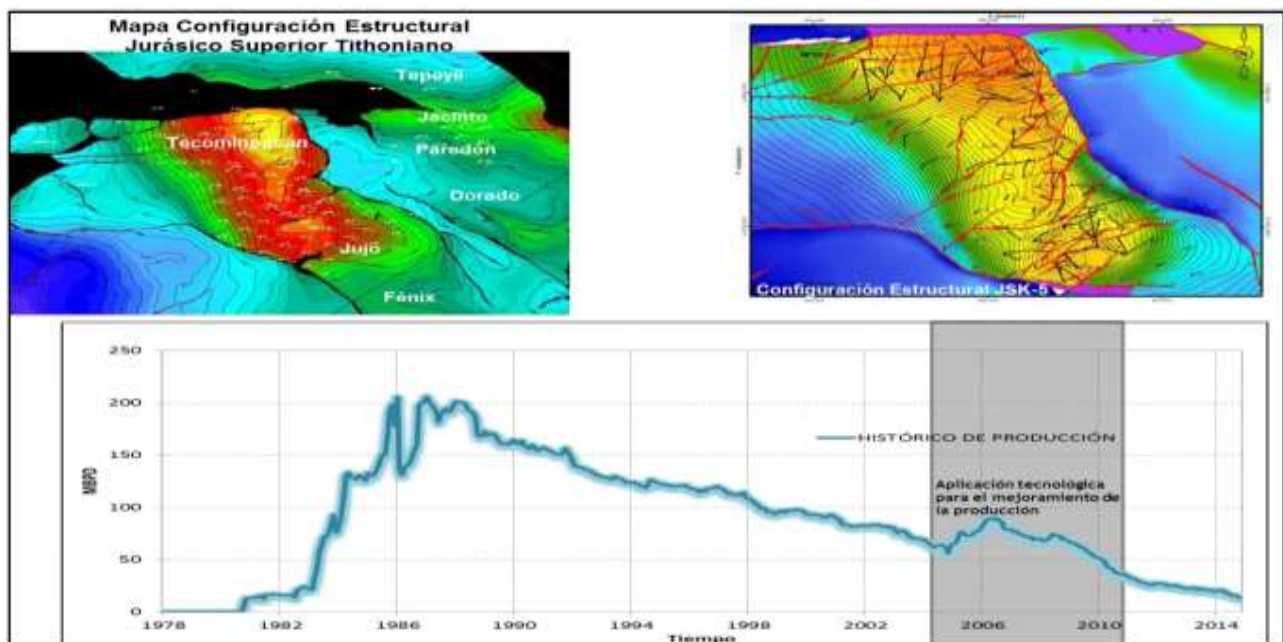 Mapa Configuración Estructural
Jurásico Superior Tithoniano
Tepeyil
Jacinto
Tecominoacán
Paredón
Dorado
Jujo
Fénix
Configuración Estructural JSK-5
250
200
150
100
50
0
MBPD
HISTÓRICO DE PRODUCCIÓN
Aplicación tecnológica
para el mejoramiento de
la producción
1978
1982
1986
1990
1994
1998
2002
2006
2010
2014
Tiempo